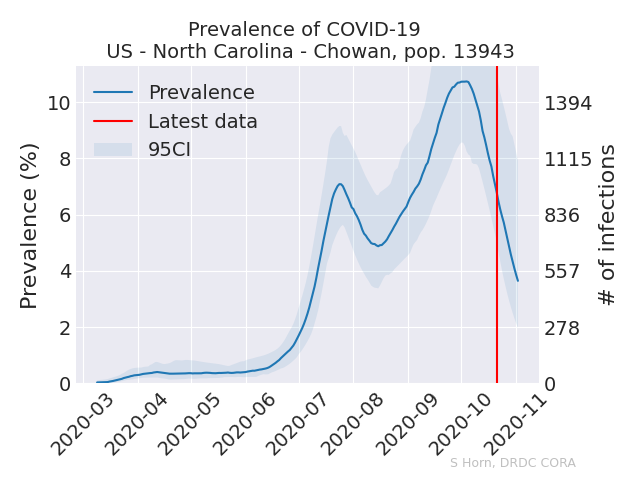 Prevalence of COVID-19
US - North Carolina - Chowan, pop. 13943
Prevalence
Latest data
95CI
Prevalence (%)
10
8
6
4
2
0
1394
1115
836
557
278
0
# of infections
2020-03
2020-04
2020-05
2020-06
2020-07
2020-08
2020-09
2020-10
2020-11
S Horn, DRDC CORA